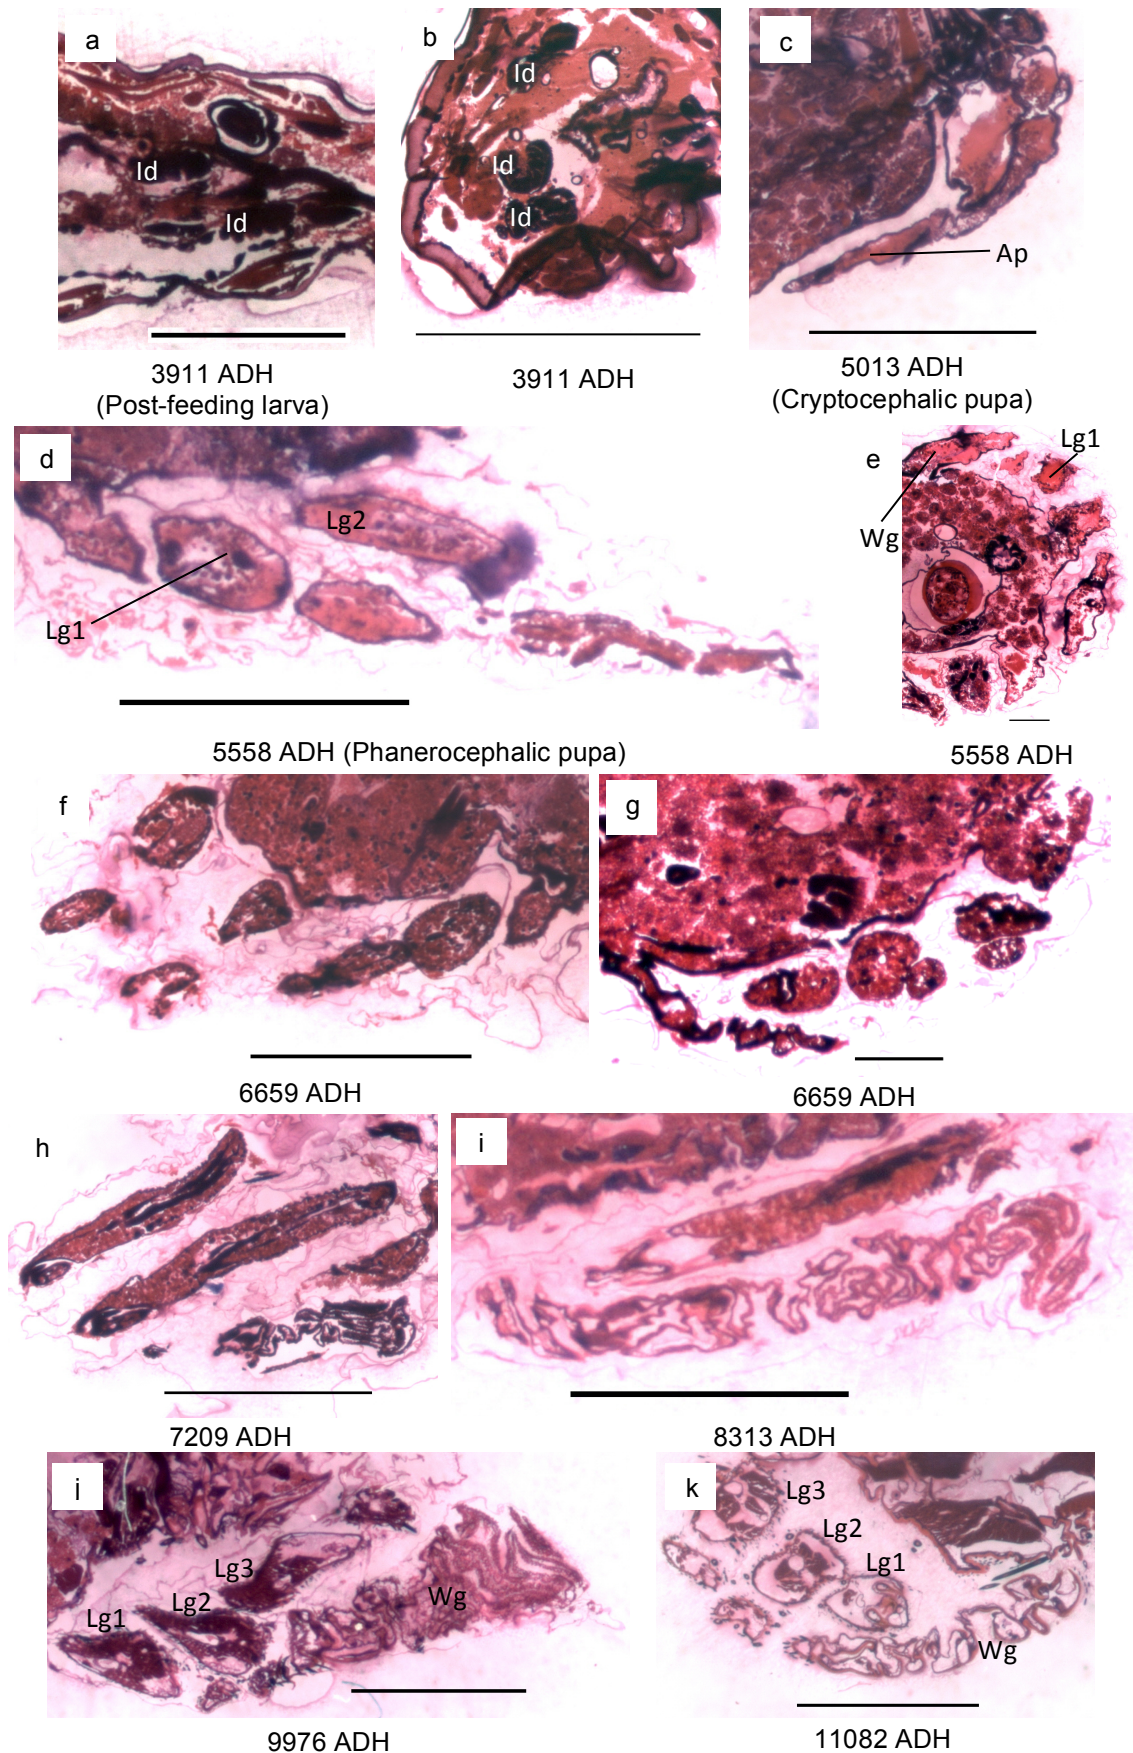 a
b
c
Id
Id
Id
Id
Id
Ap
3911 ADH
(Post-feeding larva)
3911 ADH
5013 ADH
(Cryptocephalic pupa)
d
e
Lg1
Lg2
Wg
Lg1
5558 ADH (Phanerocephalic pupa)
5558 ADH
f
g
6659 ADH
6659 ADH
h
i
7209 ADH
8313 ADH
j
k
Lg3
Lg2
Lg1
Lg3
Lg2
Lg1
Wg
Wg
9976 ADH
11082 ADH